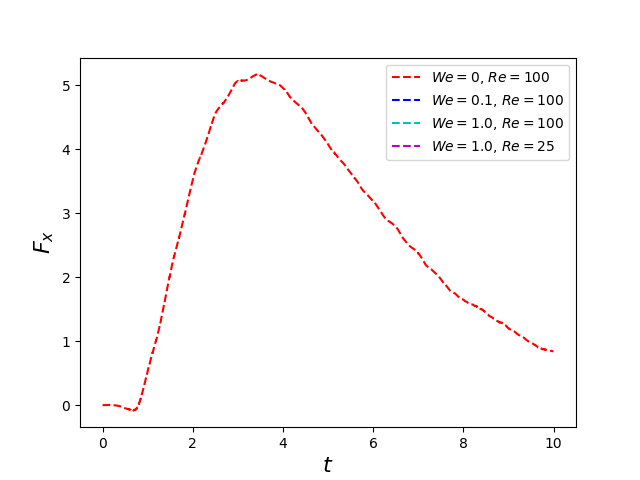 We = 0, Re = 100
We = 0.1, Re = 100
We = 1.0, Re = 100
We = 1.0, Re = 25
5
4
3
2
1
0
F_x
0 2 4 6 8 10
t